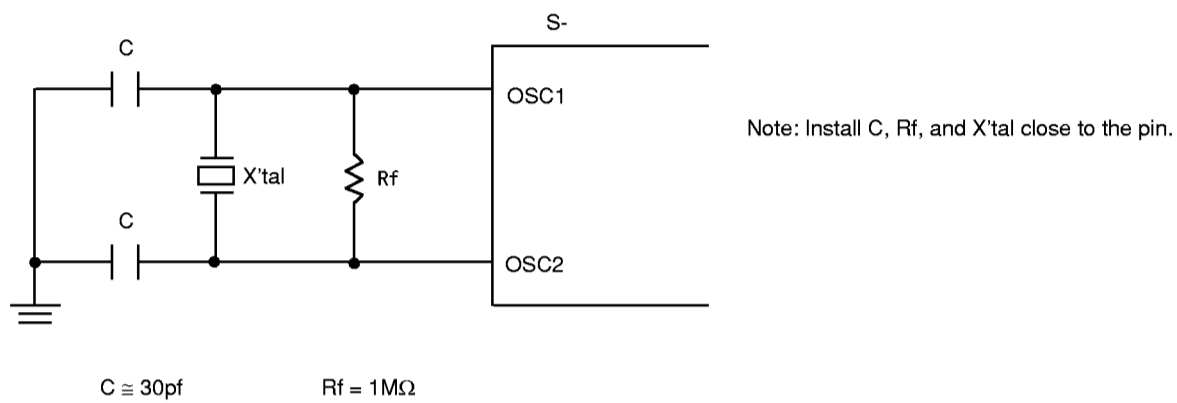 S-
C
OSC1
Note: Install C, Rf, and X'tal close to the pin.
X'tal
Rf
C
OSC2
C ≅ 30pf
Rf = 1MΩ